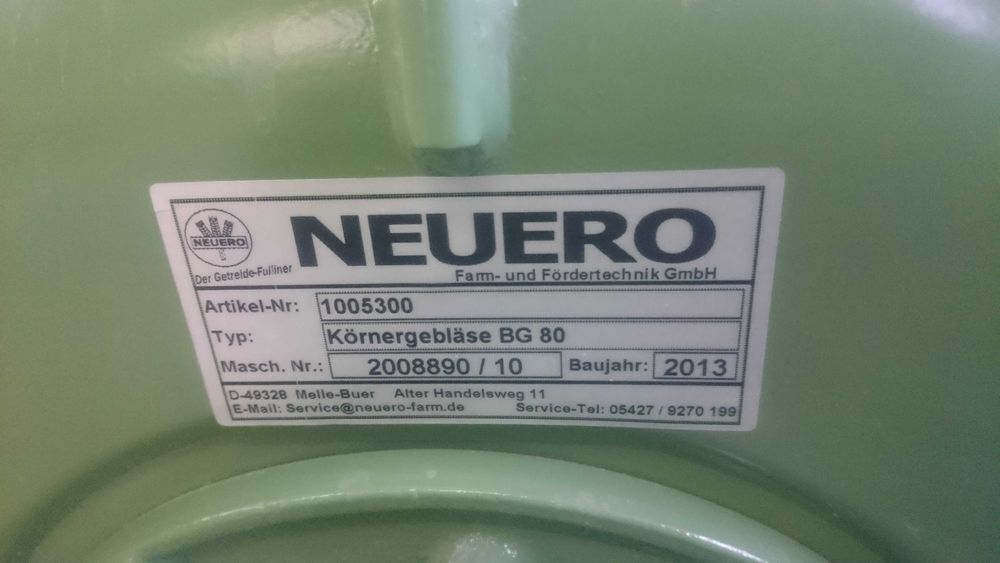 NEUERO
NEUERO
Farm- und Fördertechnik GmbH
Der Getreide-Fulliner
Artikel-Nr: 1005300
Typ: Körnergebläse BG 80
Masch. Nr.: 2008890 / 10 Baujahr: 2013
D-49328 Melle-Buer Alter Handelsweg 11
E-Mail: Service@neuero-farm.de Service-Tel: 05427 / 9270 199